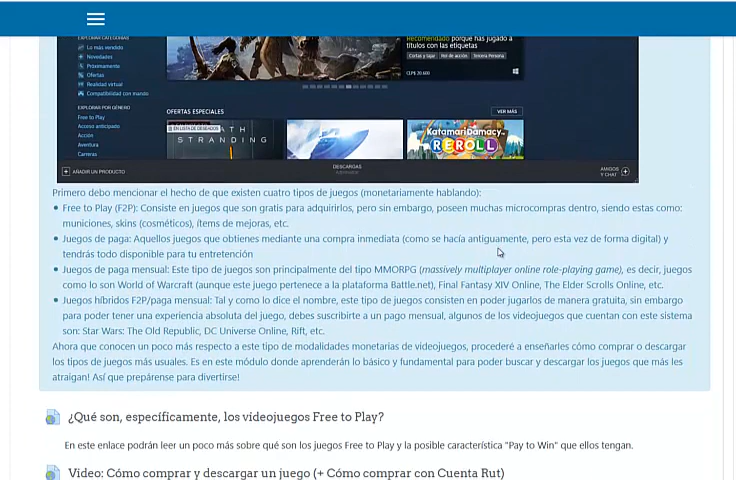 EXPLORAR CATEGORÍAS
Lo más vendido
Novedades
Próximamente
Ofertas
Realidad virtual
Compatibilidad con mando
EXPLORAR POR GÉNERO
Free to Play
Acceso anticipado
Acción
Aventura
Carreras
Recomendado porque has jugado a
títulos con las etiquetas
Cortar y tajar Rol de acción Tercera Persona
CLP$ 20.600
OFERTAS ESPECIALES
VER MÁS
EN LISTA DE DESEADOS
DEATH
STRANDING
KatamariDamacy
REROLL
AÑADIR UN PRODUCTO
DESCARGAS
AMIGOS
Y CHAT
Primero debo mencionar el hecho de que existen cuatro tipos de juegos (monetariamente hablando):
Free to Play (F2P): Consiste en juegos que son gratis para adquirirlos, pero sin embargo, poseen muchas microcompras dentro, siendo estas como:
municiones, skins (cosméticos), ítems de mejoras, etc.
Juegos de paga: Aquellos juegos que obtienes mediante una compra inmediata (como se hacía antiguamente, pero esta vez de forma digital) y
tendrás todo disponible para tu entretención
Juegos de paga mensual: Este tipo de juegos son principalmente del tipo MMORPG (massively multiplayer online role-playing game), es decir, juegos
como lo son World of Warcraft (aunque este juego pertenece a la plataforma Battle.net), Final Fantasy XIV Online, The Elder Scrolls Online, etc.
Juegos híbridos F2P/paga mensual: Tal y como lo dice el nombre, este tipo de juegos consisten en poder jugarlos de manera gratuita, sin embargo
para poder tener una experiencia absoluta del juego, debes suscribirte a un pago mensual, algunos de los videojuegos que cuentan con este sistema
son: Star Wars: The Old Republic, DC Universe Online, Rift, etc.
Ahora que conocen un poco más respecto a este tipo de modalidades monetarias de videojuegos, procederé a enseñarles cómo comprar o descargar
los tipos de juegos más usuales. Es en este módulo donde aprenderán lo básico y fundamental para poder buscar y descargar los juegos que más les
atraigan! Así que prepárense para divertirse!
¿Qué son, específicamente, los videojuegos Free to Play?
En este enlace podrán leer un poco más sobre qué son los juegos Free to Play y la posible característica "Pay to Win" que ellos tengan.
Video: Cómo comprar y descargar un juego (+ Cómo comprar con Cuenta Rut)